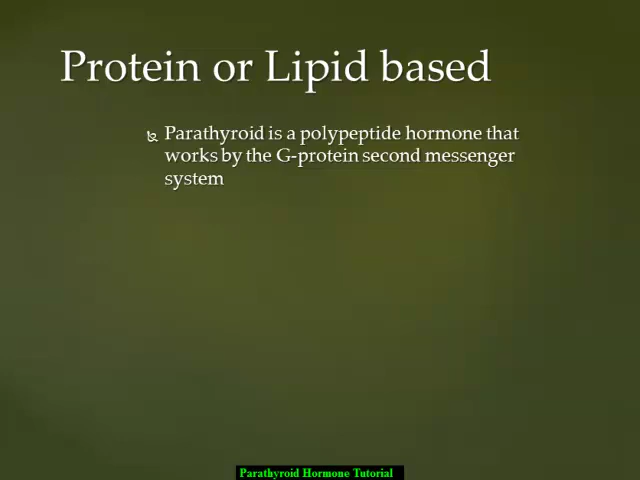 Protein or Lipid based
Parathyroid is a polypeptide hormone that
works by the G-protein second messenger
system
Parathyroid Hormone Tutorial